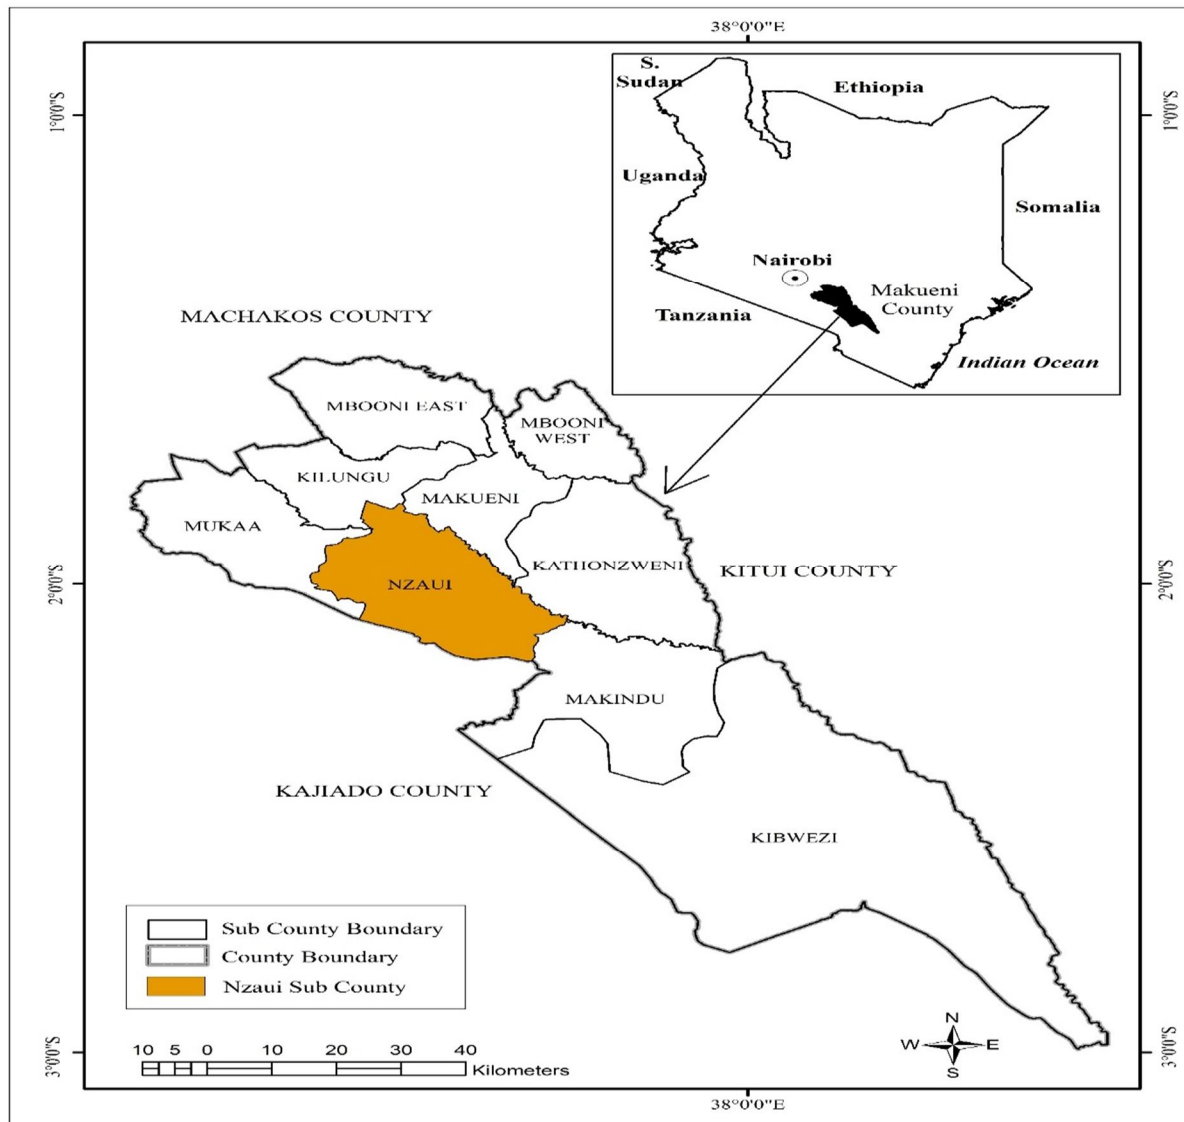 38°0'0"E
1°0'0"S
1°0'0"S
S.
Sudan
Ethiopia
Uganda
Somalia
Nairobi
Makueni
County
Tanzania
Indian Ocean
MACHAKOS COUNTY
MBOONI EAST
MBOONI
WEST
KILUNGU
MAKUENI
MUKAA
KATHONZWENI
NZAUI
KITUI COUNTY
2°0'0"S
2°0'0"S
MAKINDU
KAJIADO COUNTY
KIBWEZI
Sub County Boundary
County Boundary
Nzaui Sub County
N
W
E
S
10 5 0 10 20 30 40
Kilometers
3°0'0"S
3°0'0"S
38°0'0"E